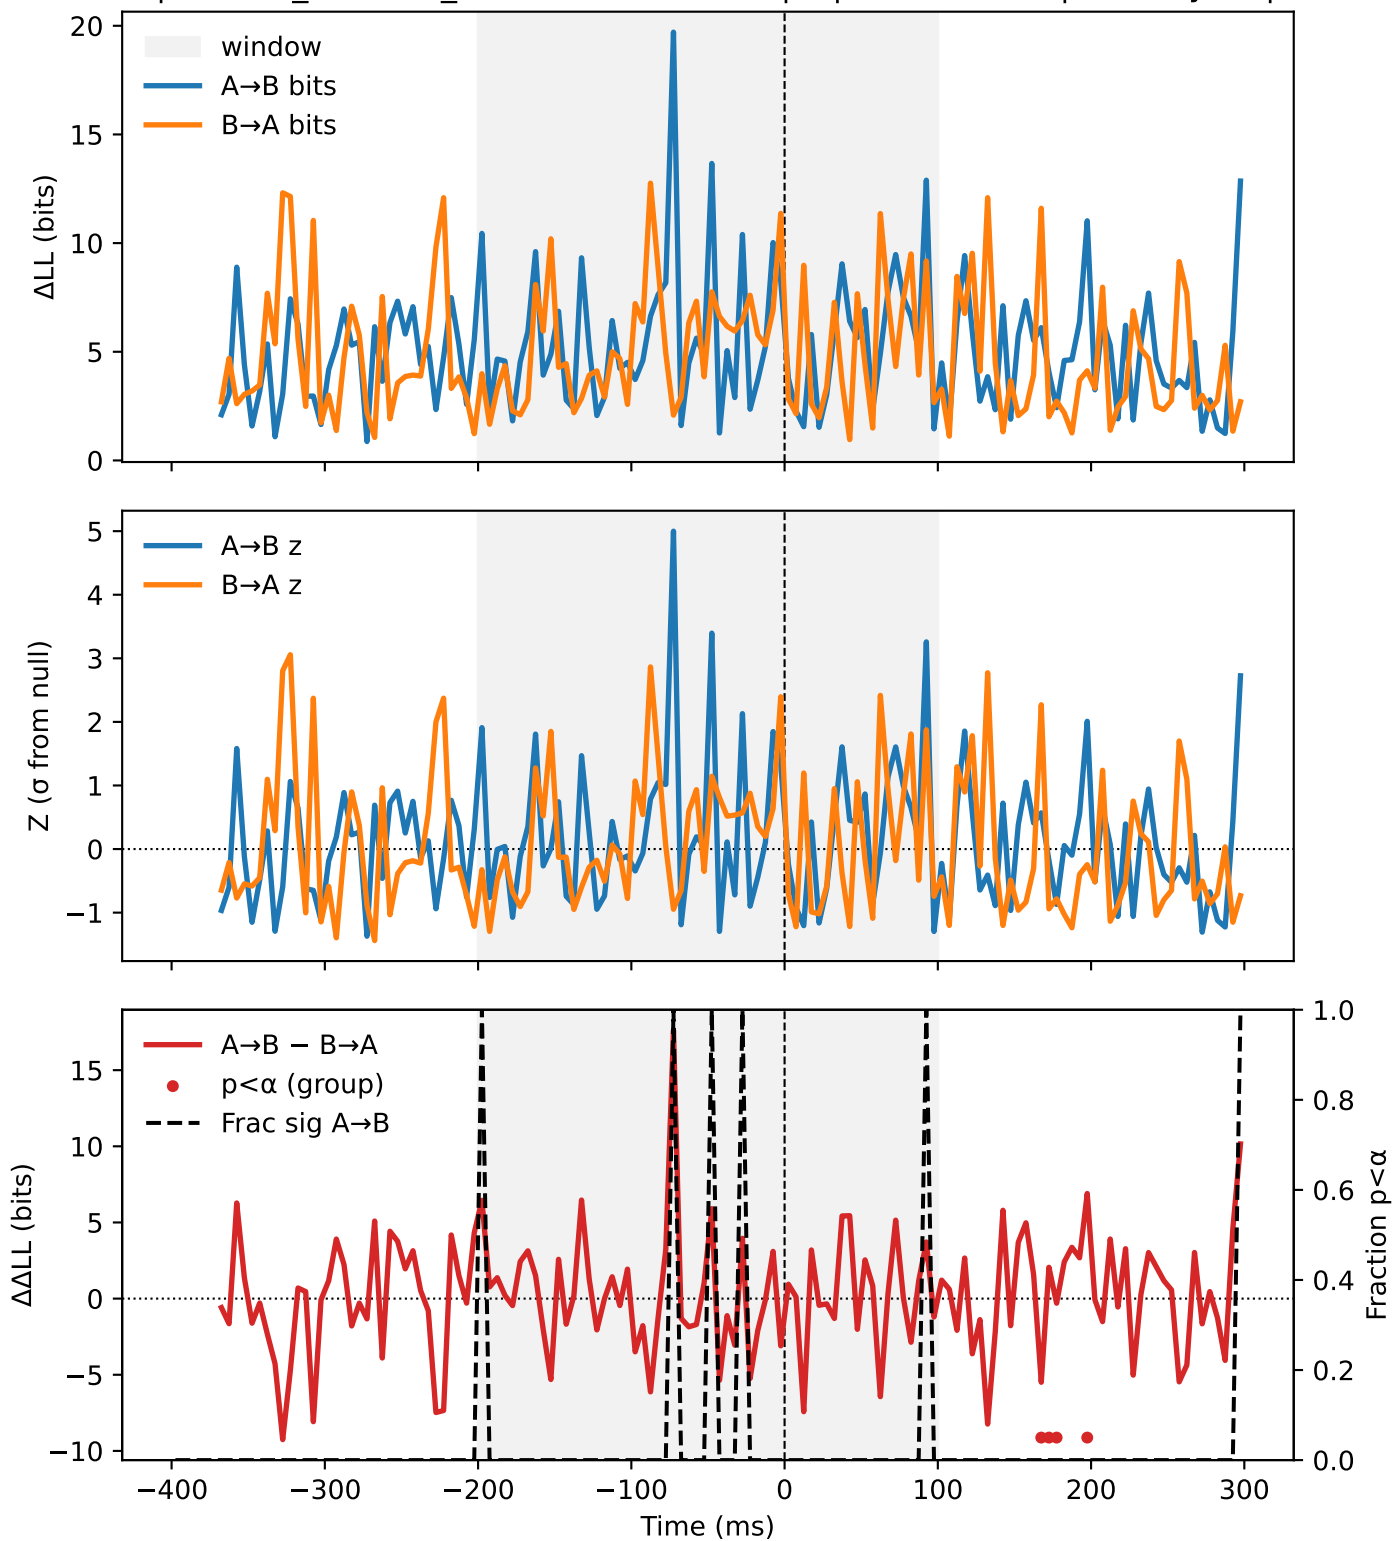 20
15
10
5
0
ΔLL (bits)
window
A→B bits
B→A bits
5
4
3
2
1
0
−1
Z (σ from null)
A→B z
B→A z
15
10
5
0
−5
−10
ΔΔLL (bits)
A→B − B→A
p<α (group)
Frac sig A→B
1.0
0.8
0.6
0.4
0.2
0.0
Fraction p<α
−400 −300 −200 −100 0 100 200 300
Time (ms)